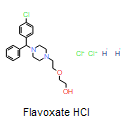 Cl
Cl⁻ Cl⁻ H H
N
N
O
OH
Flavoxate HCl